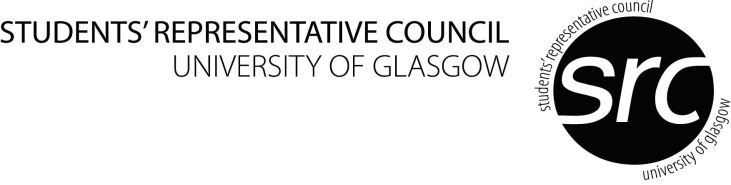 STUDENTS' REPRESENTATIVE COUNCIL
UNIVERSITY OF GLASGOW
students' representative council
src
university of glasgow